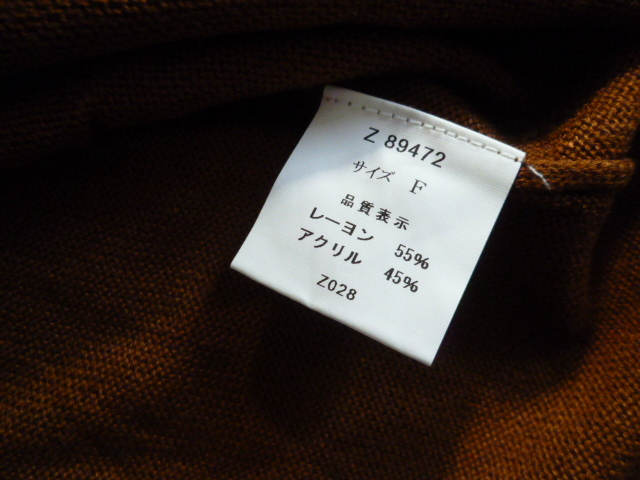 Z 89472
サイズ F
品質表示
レーヨン 55%
アクリル 45%
Z028